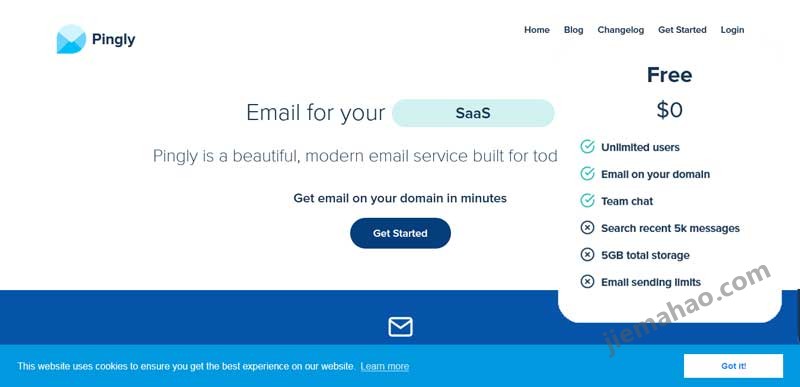 Pingly
Home Blog Changelog Get Started Login
Email for your SaaS
Pingly is a beautiful, modern email service built for tod
Get email on your domain in minutes
Get Started
Free
$0
Unlimited users
Email on your domain
Team chat
Search recent 5k messages
5GB total storage
Email sending limits
jiemahao.com
This website uses cookies to ensure you get the best experience on our website. Learn more
Got it!